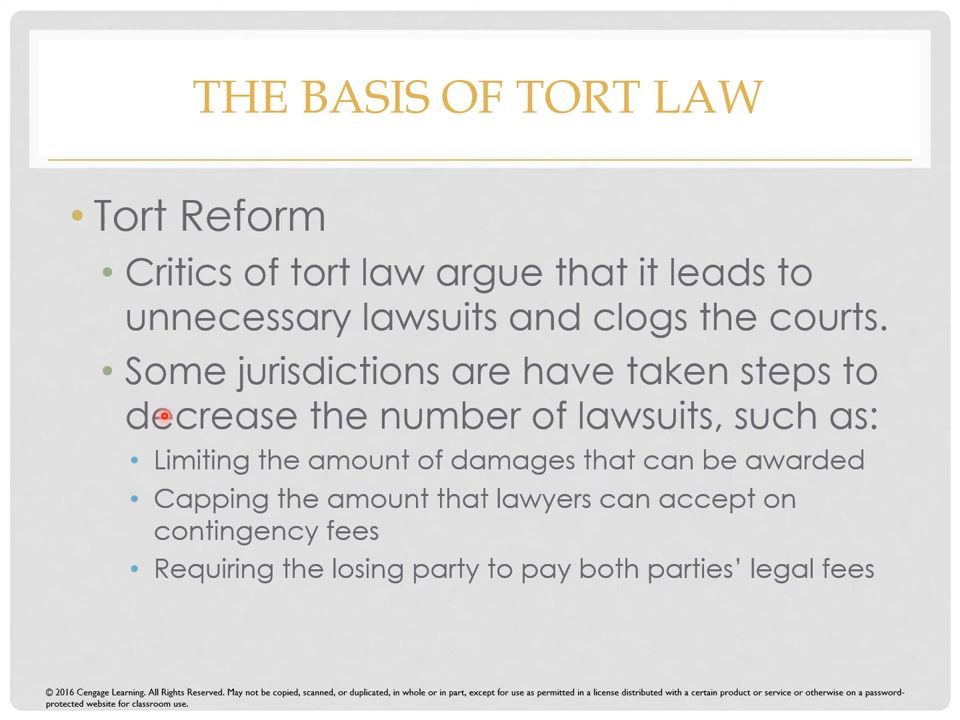 THE BASIS OF TORT LAW
• Tort Reform
• Critics of tort law argue that it leads to
unnecessary lawsuits and clogs the courts.
• Some jurisdictions are have taken steps to
decrease the number of lawsuits, such as:
• Limiting the amount of damages that can be awarded
• Capping the amount that lawyers can accept on
contingency fees
• Requiring the losing party to pay both parties’ legal fees
© 2016 Cengage Learning. All Rights Reserved. May not be copied, scanned, or duplicated, in whole or in part, except for use as permitted in a license distributed with a certain product or service or otherwise on a password-
protected website for classroom use.